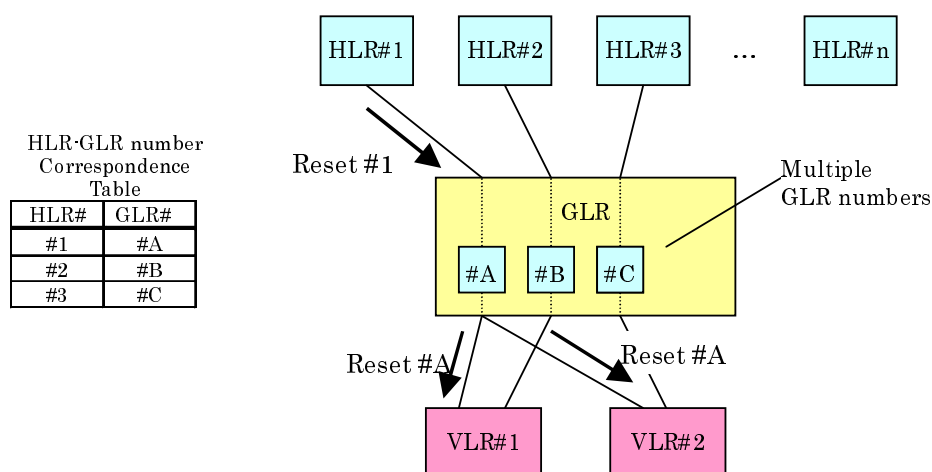 HLR#1 HLR#2 HLR#3 ... HLR#n
HLR-GLR number
Correspondence
Table
HLR# GLR#
#1 #A
#2 #B
#3 #C
Reset #1
Multiple
GLR numbers
GLR
#A #B #C
Reset #A
Reset #A
VLR#1 VLR#2